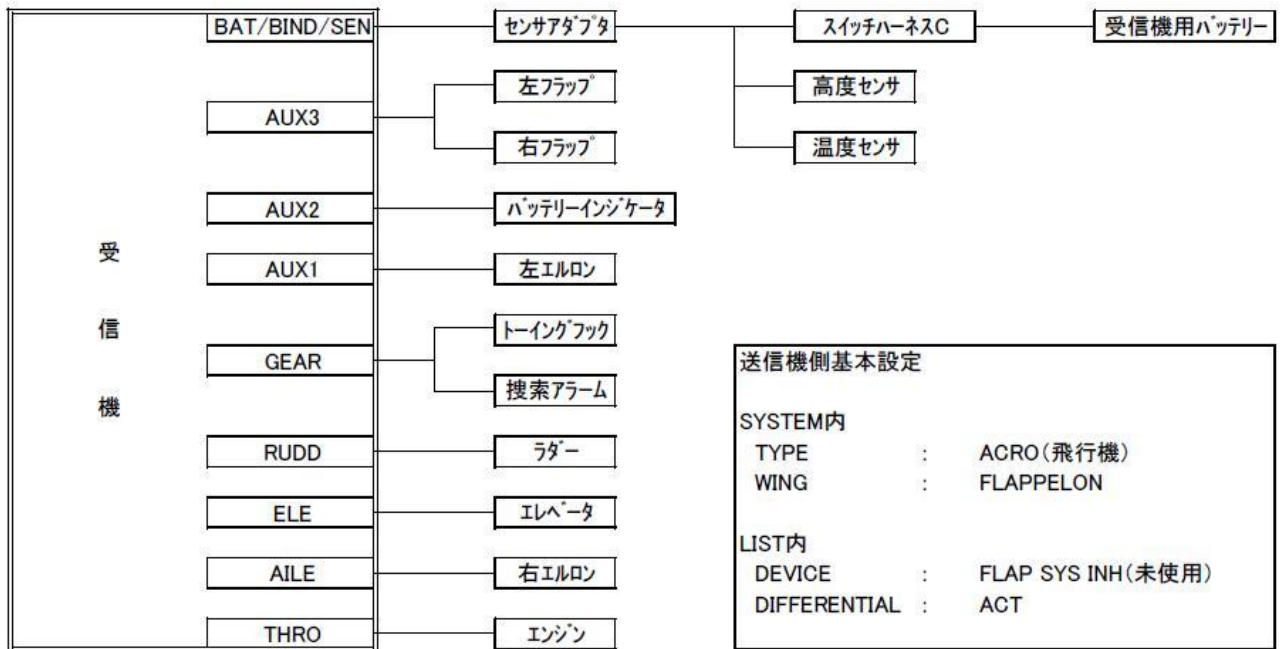 BAT/BIND/SEN センサアダプタ スイッチハーネスC 受信機用バッテリー
左フラップ 高度センサ
AUX3
右フラップ 温度センサ
AUX2 バッテリーインジケータ
受
AUX1 左エルロン
信
トーイングフック
GEAR
機
捜索アラーム
RUDD ラダー
ELE エレベータ
AILE 右エルロン
THRO エンジン
送信機側基本設定
SYSTEM内
TYPE : ACRO(飛行機)
WING : FLAPPELON
LIST内
DEVICE : FLAP SYS INH(未使用)
DIFFERENTIAL : ACT